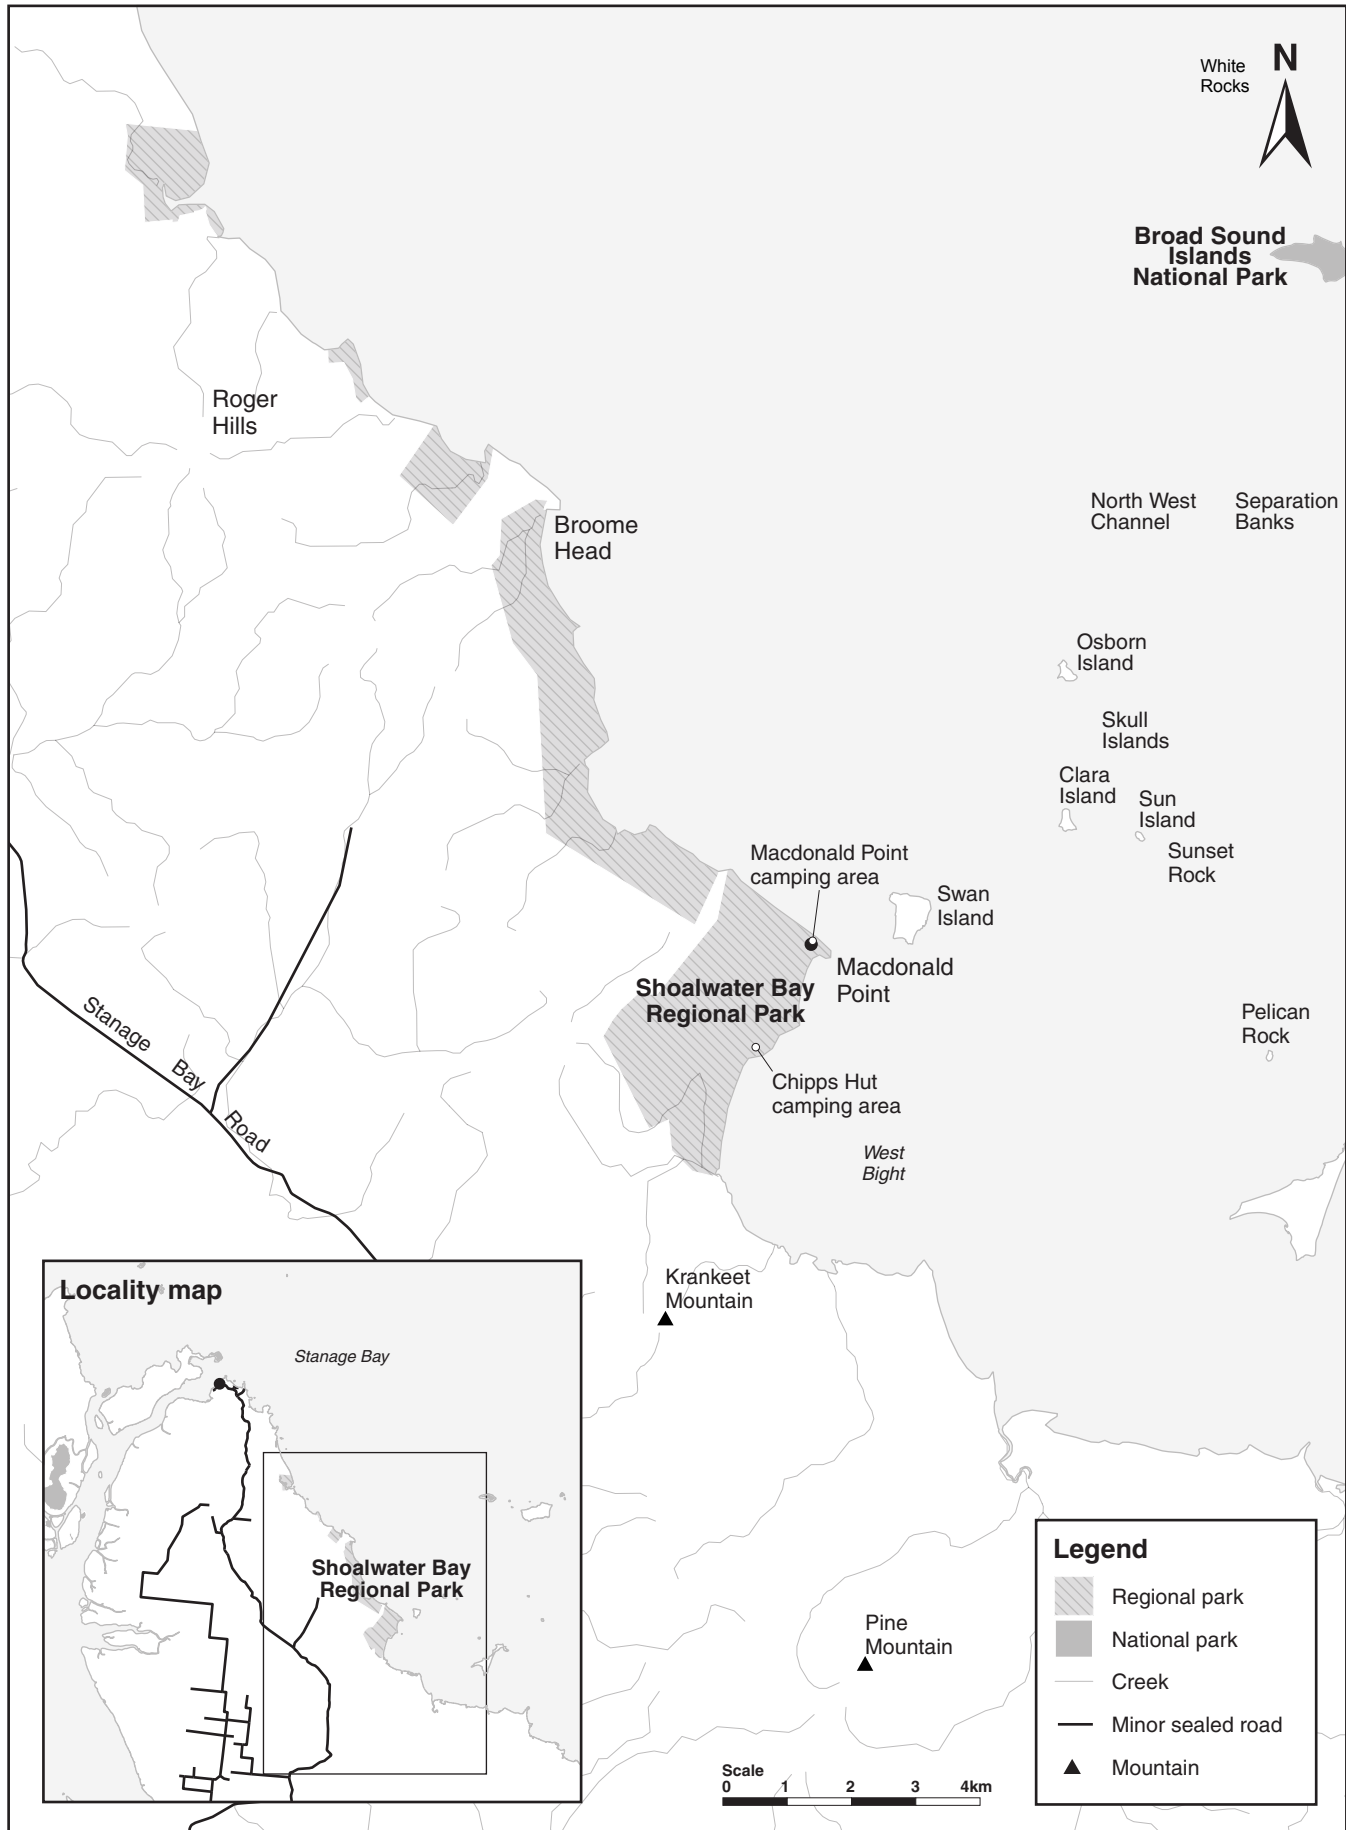 White
Rocks
N
Broad Sound
Islands
National Park
Roger
Hills
North West
Channel
Separation
Banks
Broome
Head
Osborn
Island
Skull
Islands
Clara
Island
Sun
Island
Sunset
Rock
Macdonald Point
camping area
Swan
Island
Macdonald
Point
Shoalwater Bay
Regional Park
Stanage Bay Road
Pelican
Rock
Chipps Hut
camping area
West
Bight
Krankeet
Mountain
Locality map
Stanage Bay
Shoalwater Bay
Regional Park
Pine
Mountain
Legend
Regional park
National park
Creek
Minor sealed road
Mountain
Scale
0 1 2 3 4km